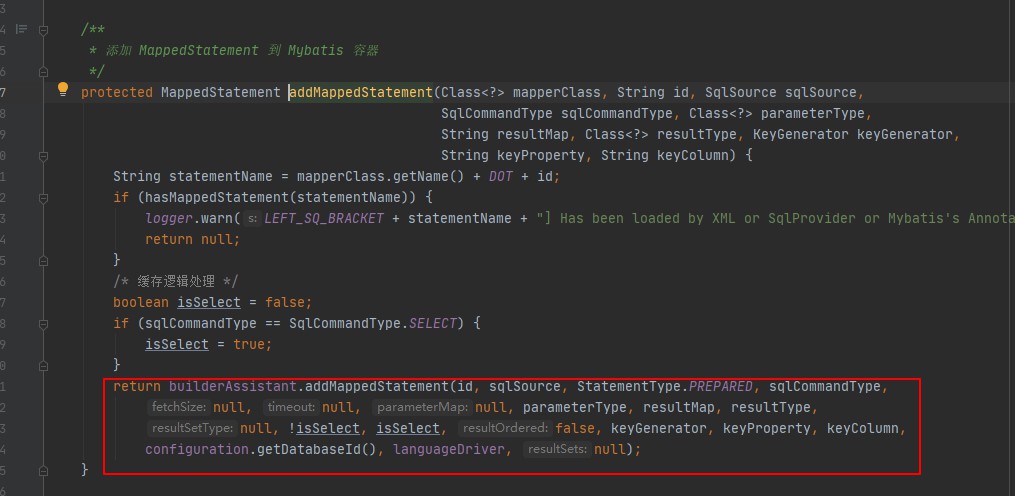 3
4 /**
5 * 添加 MappedStatement 到 Mybatis 容器
6 */
7 protected MappedStatement addMappedStatement(Class<?> mapperClass, String id, SqlSource sqlSource,
8 SqlCommandType sqlCommandType, Class<?> parameterType,
9 String resultMap, Class<?> resultType, KeyGenerator keyGenerator,
0 String keyProperty, String keyColumn) {
1 String statementName = mapperClass.getName() + DOT + id;
2 if (hasMappedStatement(statementName)) {
3 logger.warn( s: LEFT_SQ_BRACKET + statementName + "] Has been loaded by XML or SqlProvider or Mybatis's Annota
4 return null;
5 }
6 /* 缓存逻辑处理 */
7 boolean isSelect = false;
8 if (sqlCommandType == SqlCommandType.SELECT) {
9 isSelect = true;
0 }
1 return builderAssistant.addMappedStatement(id, sqlSource, StatementType.PREPARED, sqlCommandType,
2 fetchSize: null, timeout: null, parameterMap: null, parameterType, resultMap, resultType,
3 resultSetType: null, !isSelect, isSelect, resultOrdered: false, keyGenerator, keyProperty, keyColumn,
4 configuration.getDatabaseId(), languageDriver, resultSets: null);
5 }